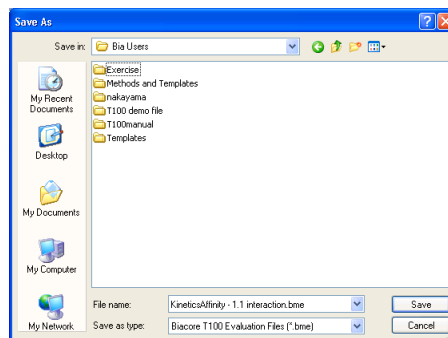 Save As
Save in:
Bia Users
My Recent
Documents
Desktop
My Documents
My Computer
My Network
Exercise
Methods and Templates
nakayama
T100 demo file
T100manual
Templates
File name:
KineticsAffinity - 1.1 interaction.bme
Save
Save as type:
Biacore T100 Evaluation Files (*.bme)
Cancel